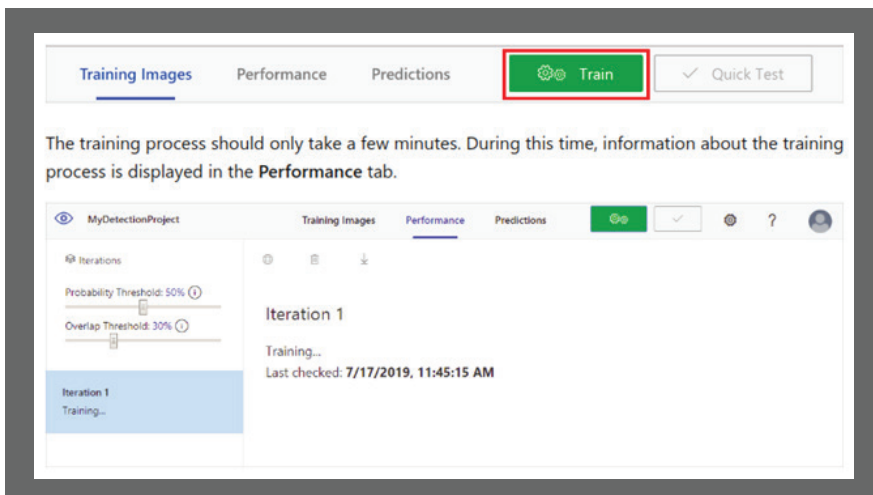 Training Images Performance Predictions Train Quick Test
The training process should only take a few minutes. During this time, information about the training
process is displayed in the Performance tab.
MyDetectionProject Training Images Performance Predictions ?
Iterations
Probability Threshold: 50% i
Overlap Threshold: 30% i
Iteration 1
Training...
Last checked: 7/17/2019, 11:45:15 AM
Iteration 1
Training...